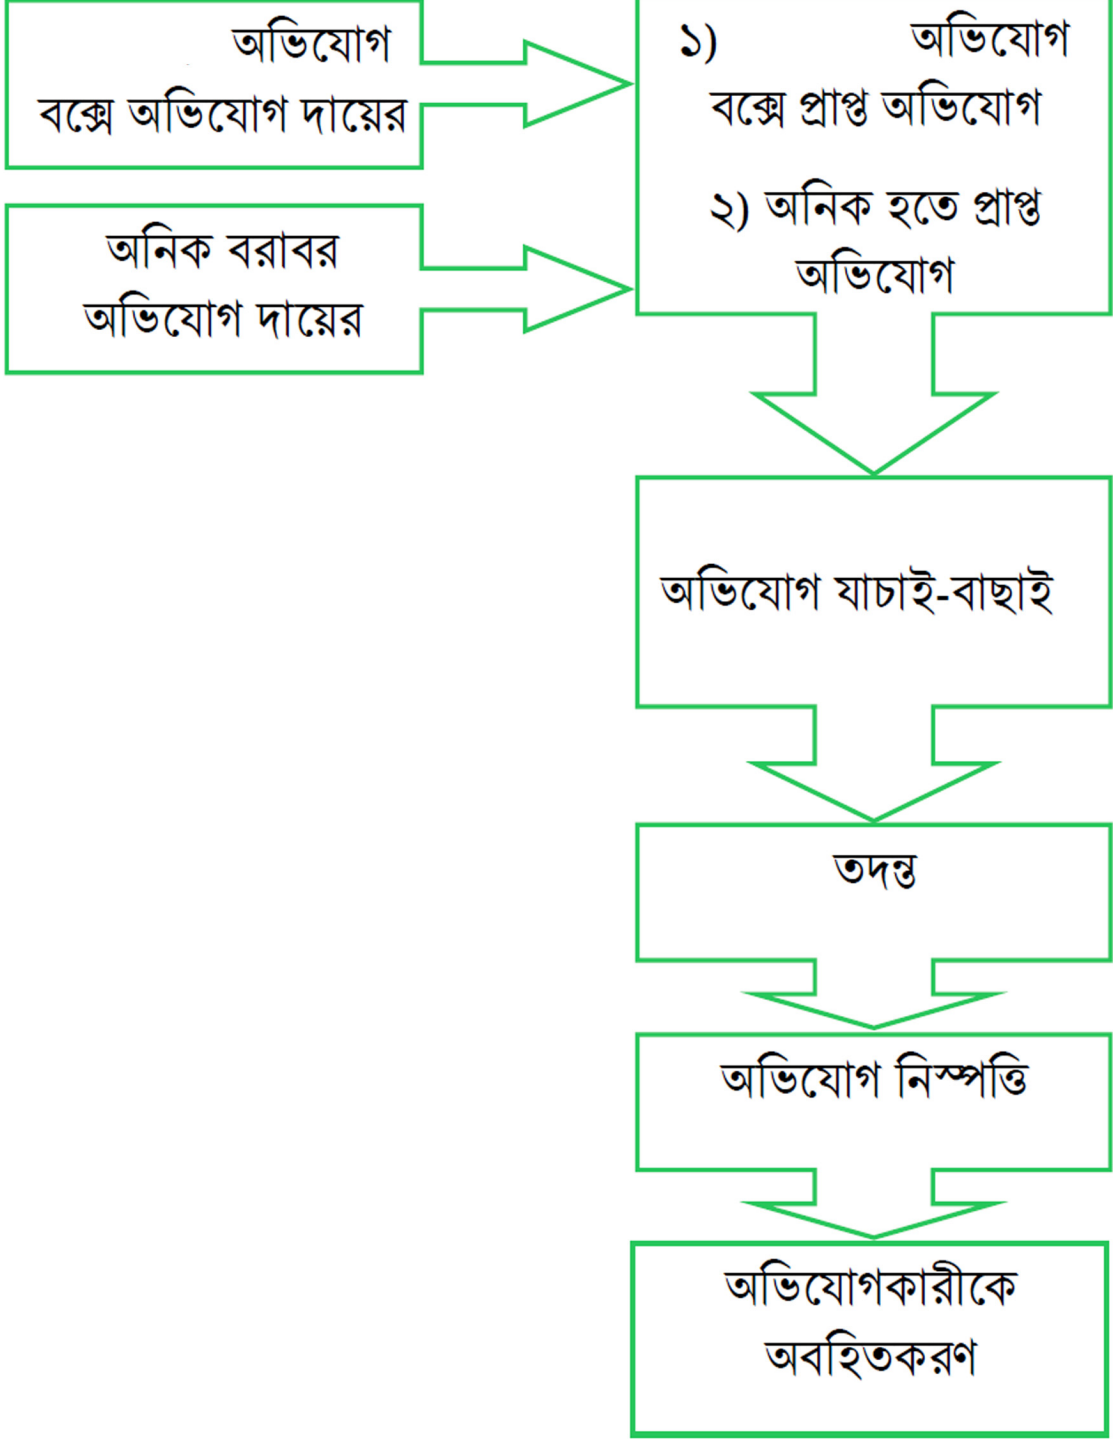 অভিযোগ
বক্সে অভিযোগ দায়ের
অনিক বরাবর
অভিযোগ দায়ের
১) অভিযোগ
বক্সে প্রাপ্ত অভিযোগ
২) অনিক হতে প্রাপ্ত
অভিযোগ
অভিযোগ যাচাই-বাছাই
তদন্ত
অভিযোগ নিস্পত্তি
অভিযোগকারীকে
অবহিতকরণ